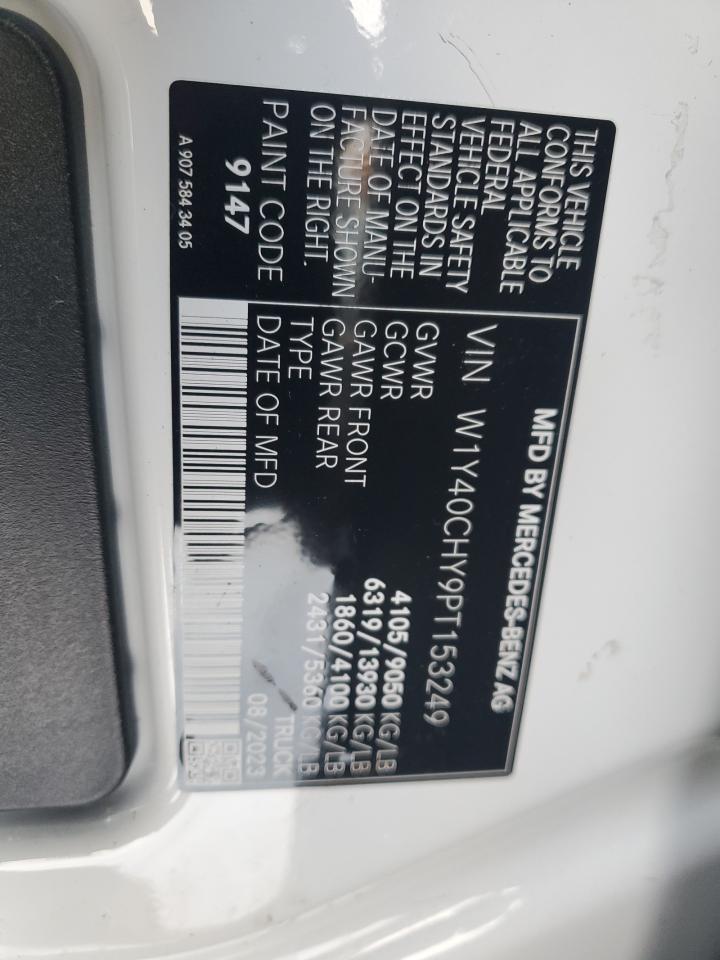 MFD BY MERCEDES-BENZ AG
THIS VEHICLE
CONFORMS TO
ALL APPLICABLE
FEDERAL
VEHICLE SAFETY
STANDARDS IN
EFFECT ON THE
DATE OF MANU-
FACTURE SHOWN
ON THE RIGHT.
PAINT CODE
9147
A 907 584 34 05
VIN W1Y40CHY9PT153249
GVWR 4105/9050 KG/LB
GCWR 6319/13930 KG/LB
GAWR FRONT 1860/4100 KG/LB
GAWR REAR 2431/5360 KG/LB
TYPE TRUCK
DATE OF MFD 08/2023